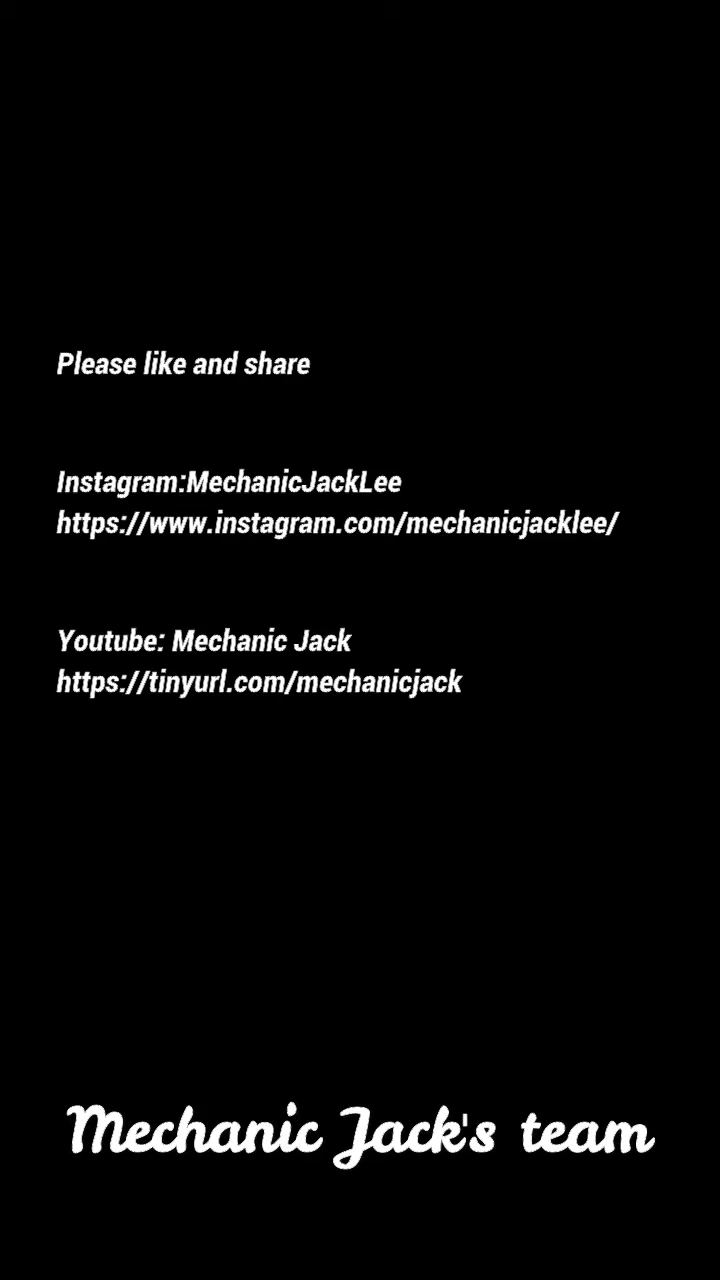 Please like and share
Instagram:MechanicJackLee
https://www.instagram.com/mechanicjacklee/
Youtube: Mechanic Jack
https://tinyurl.com/mechanicjack
Mechanic Jack's team